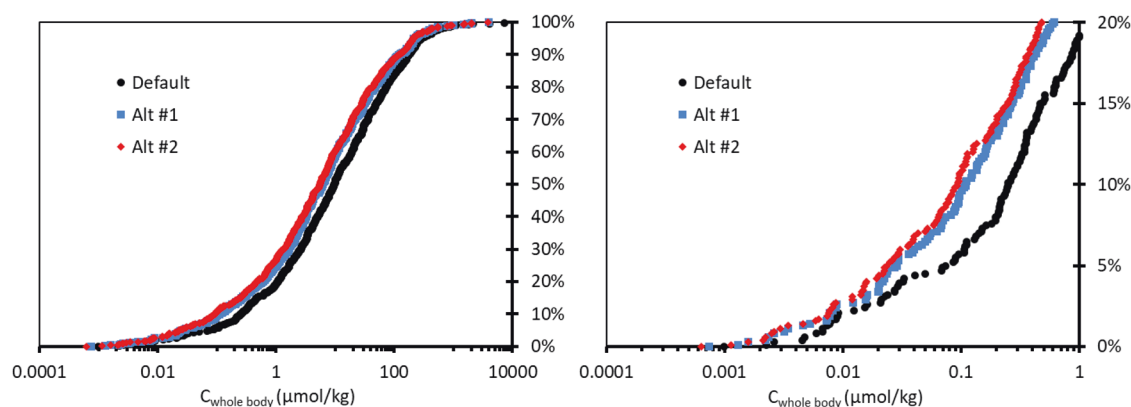 100%
90%
80%
70%
60%
50%
40%
30%
20%
10%
0%
Default
Alt #1
Alt #2
0.0001 0.01 1 100 10000
C whole body (µmol/kg)
20%
15%
10%
5%
0%
Default
Alt #1
Alt #2
0.0001 0.001 0.01 0.1 1
C whole body (µmol/kg)